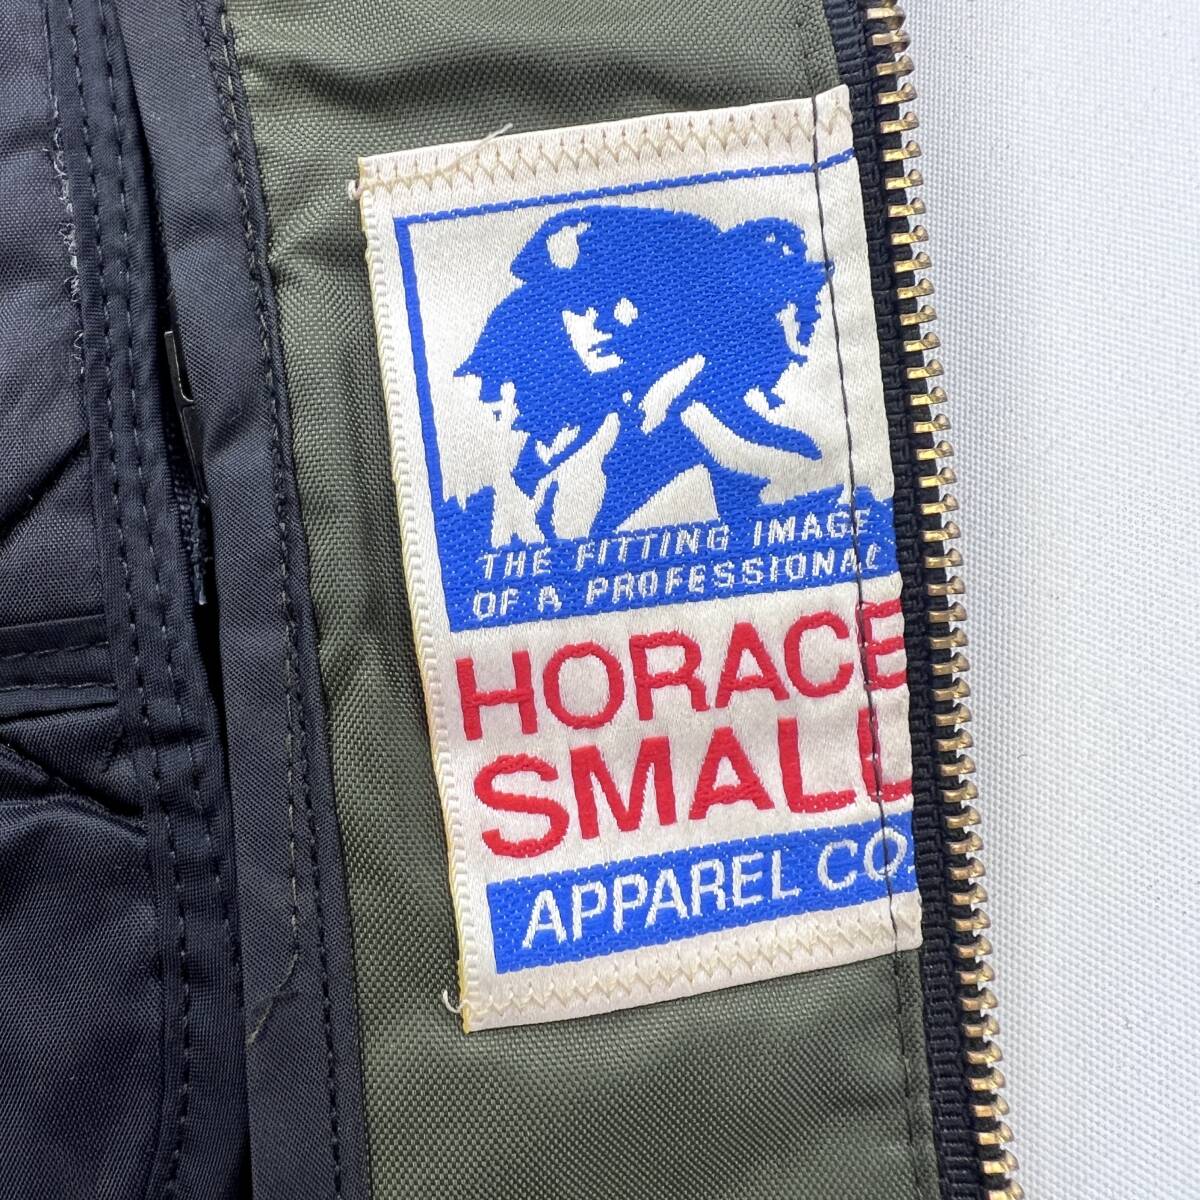 THE FITTING IMAGE
OF A PROFESSIONAL
HORACE
SMALL
APPAREL CO.